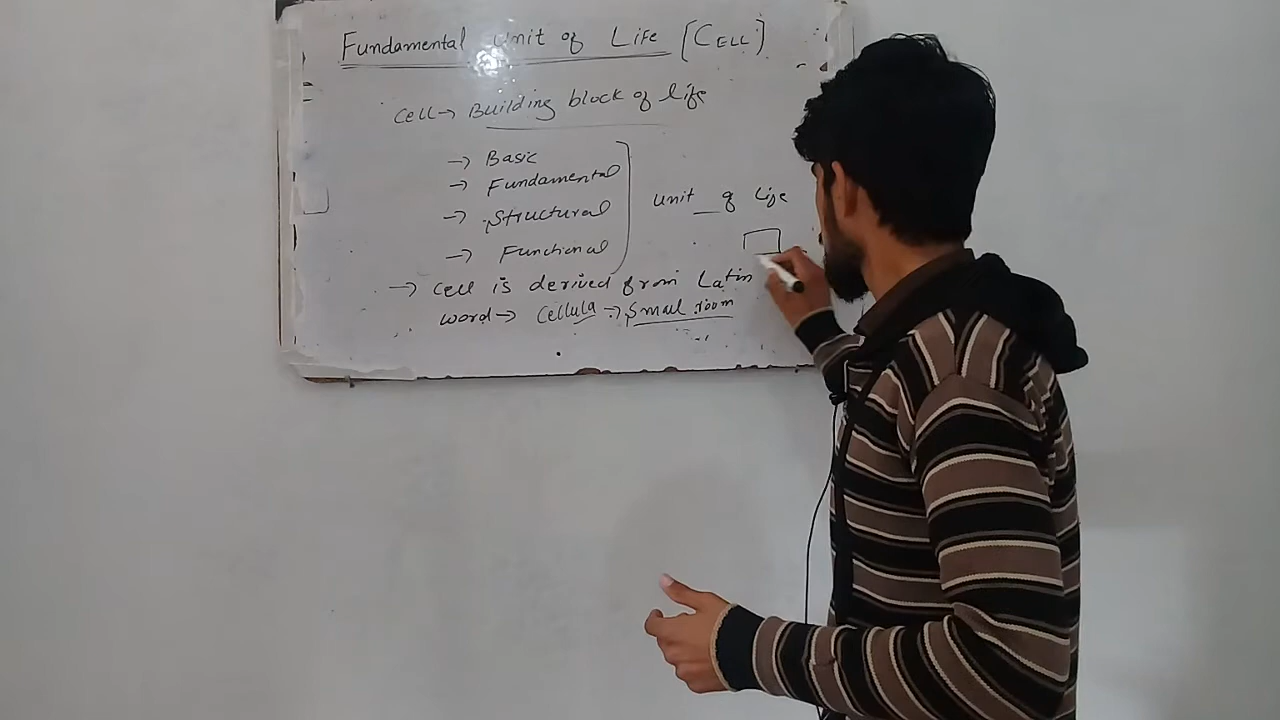 Fundamental Unit of Life [CELL]
Cell → Building block of life
→ Basic
→ Fundamental
→ Structural
→ Functional
Unit of Life
→ Cell is derived from Latin
word → Cellula → Small room